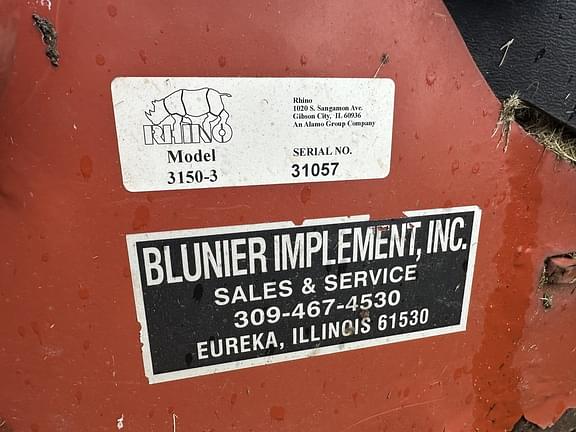 RHINO
Model
3150-3
Rhino
1020 S. Sangamon Ave.
Gibson City, IL 60936
An Alamo Group Company
SERIAL NO.
31057
BLUNIER IMPLEMENT, INC.
SALES & SERVICE
309-467-4530
EUREKA, ILLINOIS 61530